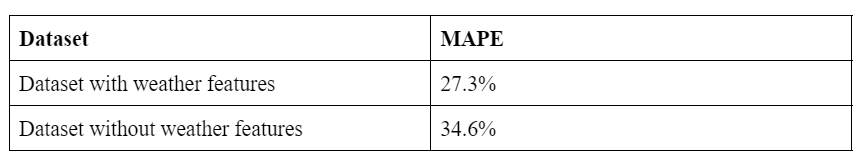 Dataset MAPE
Dataset with weather features 27.3%
Dataset without weather features 34.6%